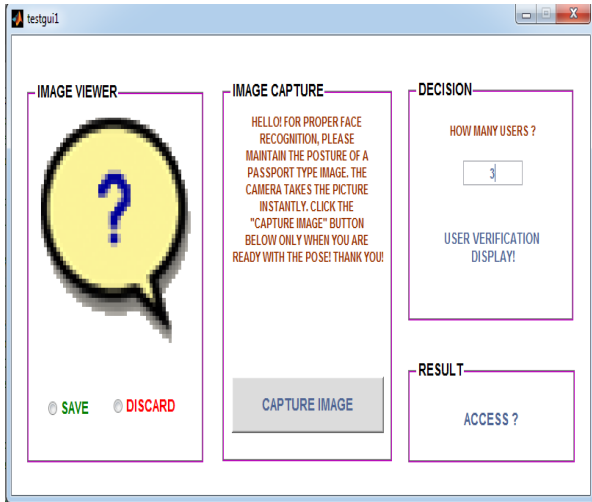 testgui1
IMAGE VIEWER
?
SAVE
DISCARD
IMAGE CAPTURE
HELLO! FOR PROPER FACE
RECOGNITION, PLEASE
MAINTAIN THE POSTURE OF A
PASSPORT TYPE IMAGE. THE
CAMERA TAKES THE PICTURE
INSTANTLY. CLICK THE
"CAPTURE IMAGE" BUTTON
BELOW ONLY WHEN YOU ARE
READY WITH THE POSE! THANK YOU!
CAPTURE IMAGE
DECISION
HOW MANY USERS ?
3
USER VERIFICATION
DISPLAY!
RESULT
ACCESS ?